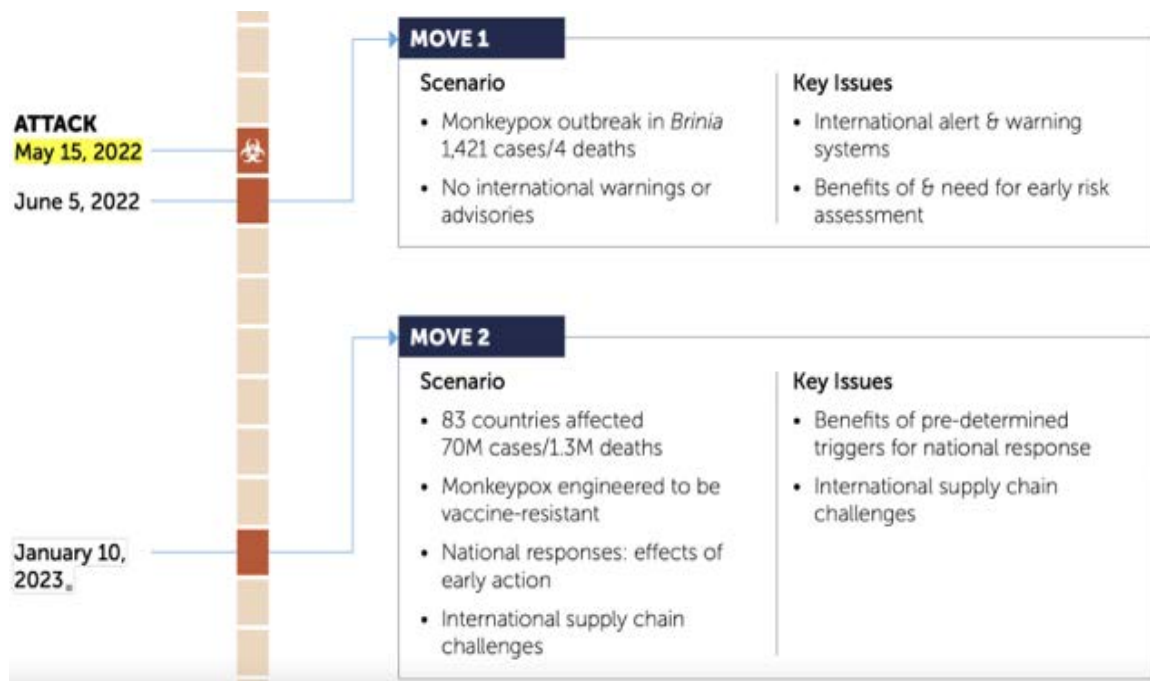 ATTACK
May 15, 2022
June 5, 2022
MOVE 1
Scenario
• Monkeypox outbreak in Brinia
1,421 cases/4 deaths
• No international warnings or
advisories
Key Issues
• International alert & warning
systems
• Benefits of & need for early risk
assessment
January 10,
2023
MOVE 2
Scenario
• 83 countries affected
70M cases/1.3M deaths
• Monkeypox engineered to be
vaccine-resistant
• National responses: effects of
early action
• International supply chain
challenges
Key Issues
• Benefits of pre-determined
triggers for national response
• International supply chain
challenges